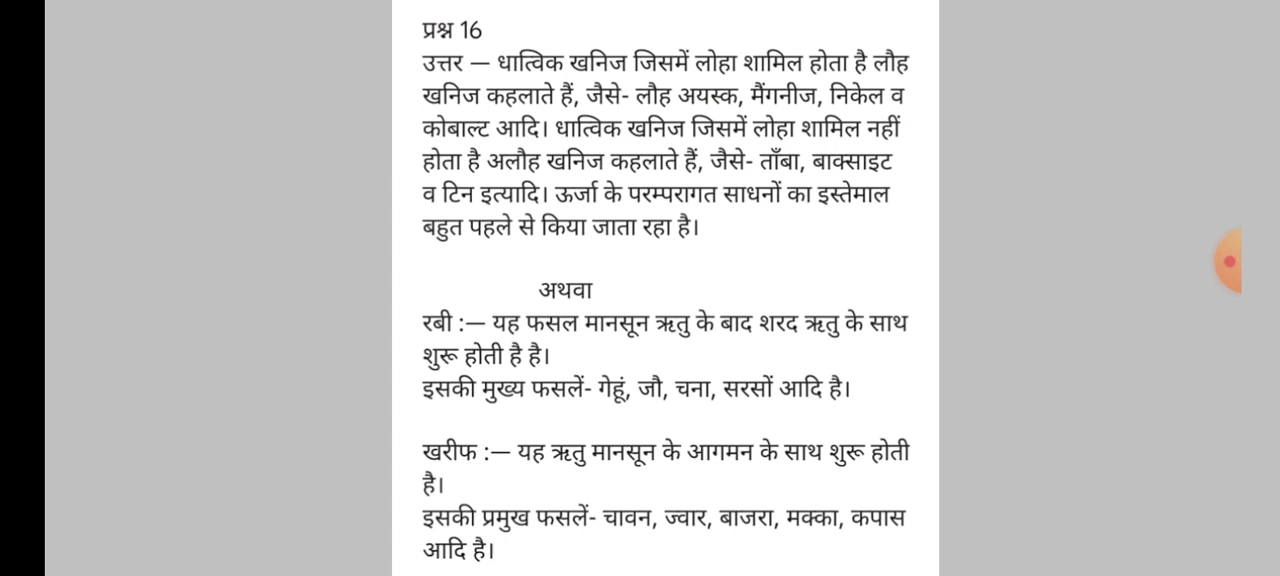 प्रश्न 16
उत्तर — धात्विक खनिज जिसमें लोहा शामिल होता है लौह
खनिज कहलाते हैं, जैसे- लौह अयस्क, मैंगनीज, निकेल व
कोबाल्ट आदि। धात्विक खनिज जिसमें लोहा शामिल नहीं
होता है अलौह खनिज कहलाते हैं, जैसे- ताँबा, बाक्साइट
व टिन इत्यादि। ऊर्जा के परम्परागत साधनों का इस्तेमाल
बहुत पहले से किया जाता रहा है।
अथवा
रबी :— यह फसल मानसून ऋतु के बाद शरद ऋतु के साथ
शुरू होती है है।
इसकी मुख्य फसलें- गेहूं, जौ, चना, सरसों आदि है।
खरीफ :— यह ऋतु मानसून के आगमन के साथ शुरू होती
है।
इसकी प्रमुख फसलें- चावन, ज्वार, बाजरा, मक्का, कपास
आदि है।